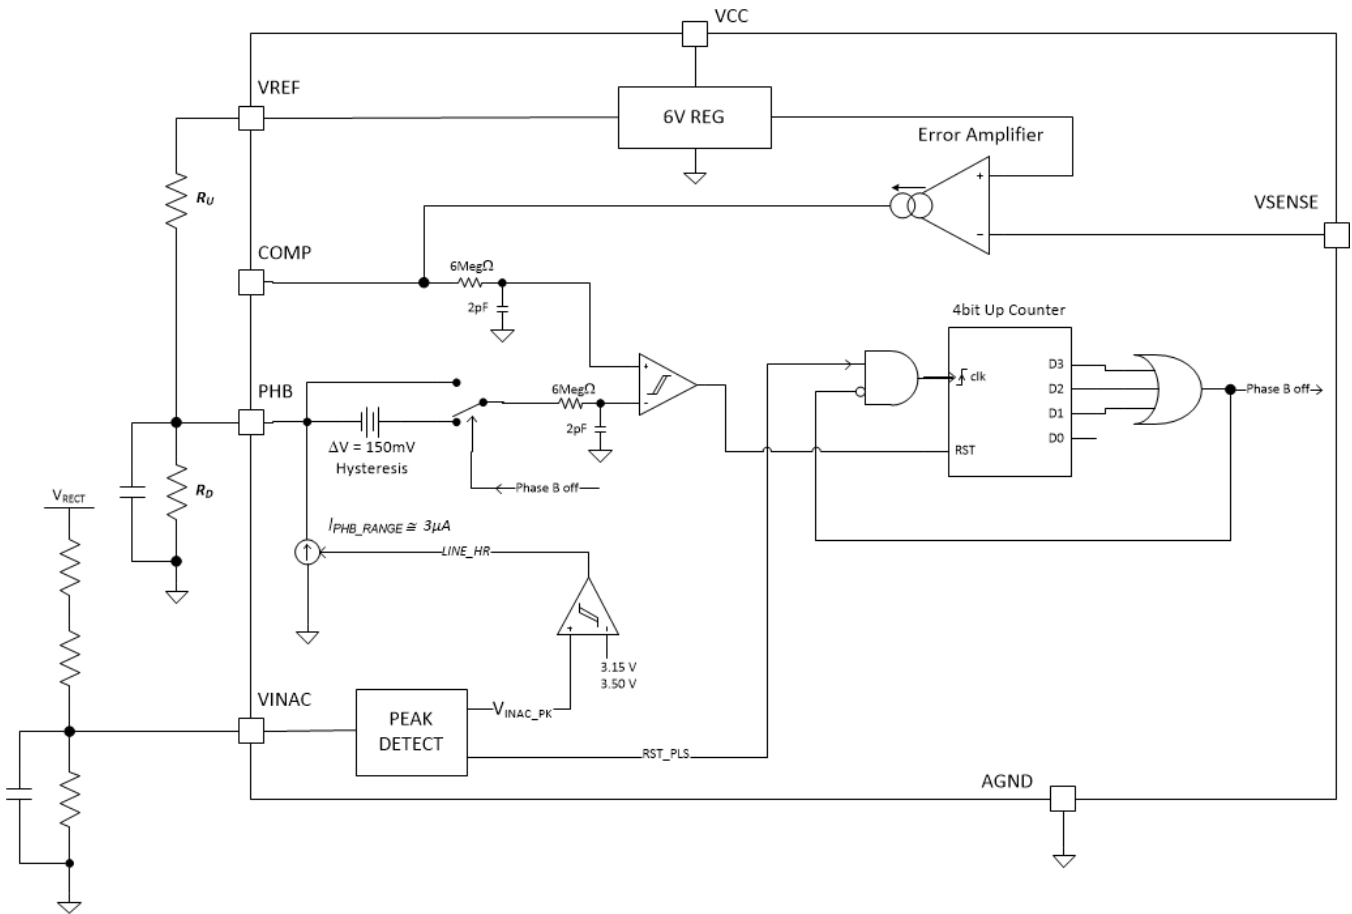 VCC
VREF
6V REG
Error Amplifier
+
−
R_U
VSENSE
COMP
6MegΩ
2pF
4bit Up Counter
D3
D2
D1
D0
clk
RST
Phase B off
PHB
6MegΩ
2pF
+
-
ΔV = 150mV
Hysteresis
Phase B off
R_D
V_RECT
I_PHB_RANGE ≅ 3µA
LINE_HR
+
-
3.15 V
3.50 V
VINAC
PEAK
DETECT
V_INAC_PK
RST_PLS
AGND